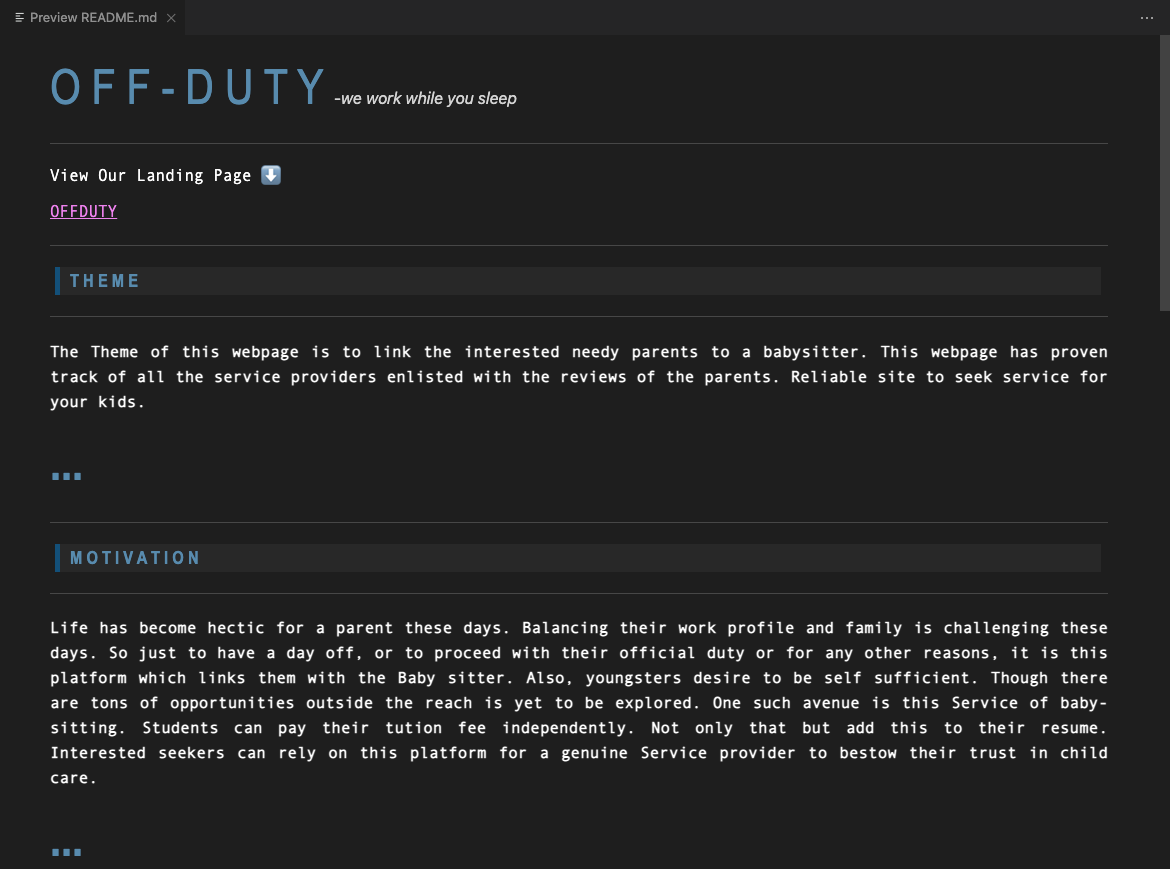 Preview README.md
OFF-DUTY -we work while you sleep
View Our Landing Page ⬇️
OFFDUTY
THEME
The Theme of this webpage is to link the interested needy parents to a babysitter. This webpage has proven
track of all the service providers enlisted with the reviews of the parents. Reliable site to seek service for
your kids.
...
MOTIVATION
Life has become hectic for a parent these days. Balancing their work profile and family is challenging these
days. So just to have a day off, or to proceed with their official duty or for any other reasons, it is this
platform which links them with the Baby sitter. Also, youngsters desire to be self sufficient. Though there
are tons of opportunities outside the reach is yet to be explored. One such avenue is this Service of baby-
sitting. Students can pay their tution fee independently. Not only that but add this to their resume.
Interested seekers can rely on this platform for a genuine Service provider to bestow their trust in child
care.
...